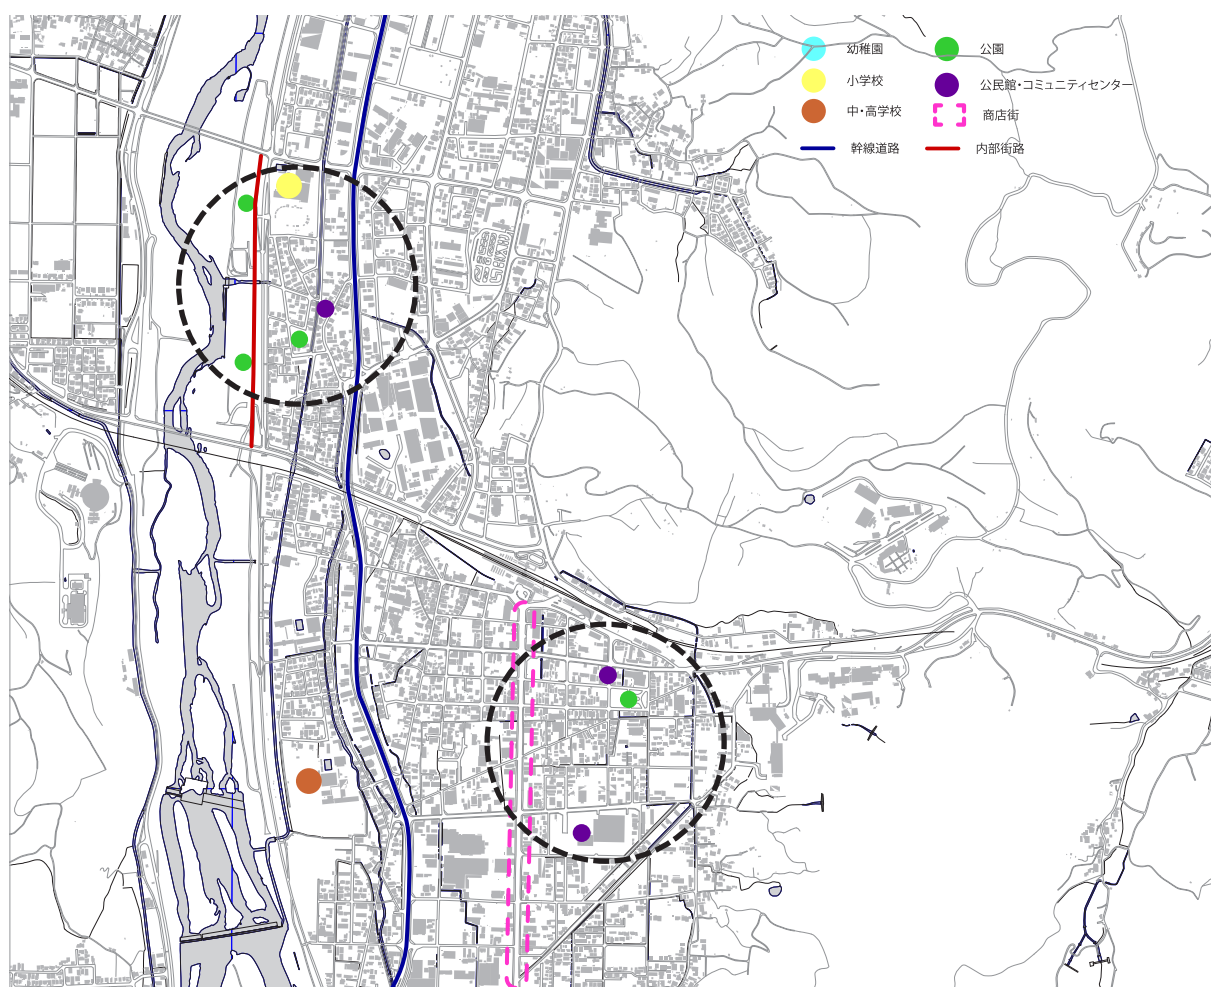 幼稚園
公園
小学校
公民館・コミュニティセンター
中・高学校
商店街
幹線道路
内部街路